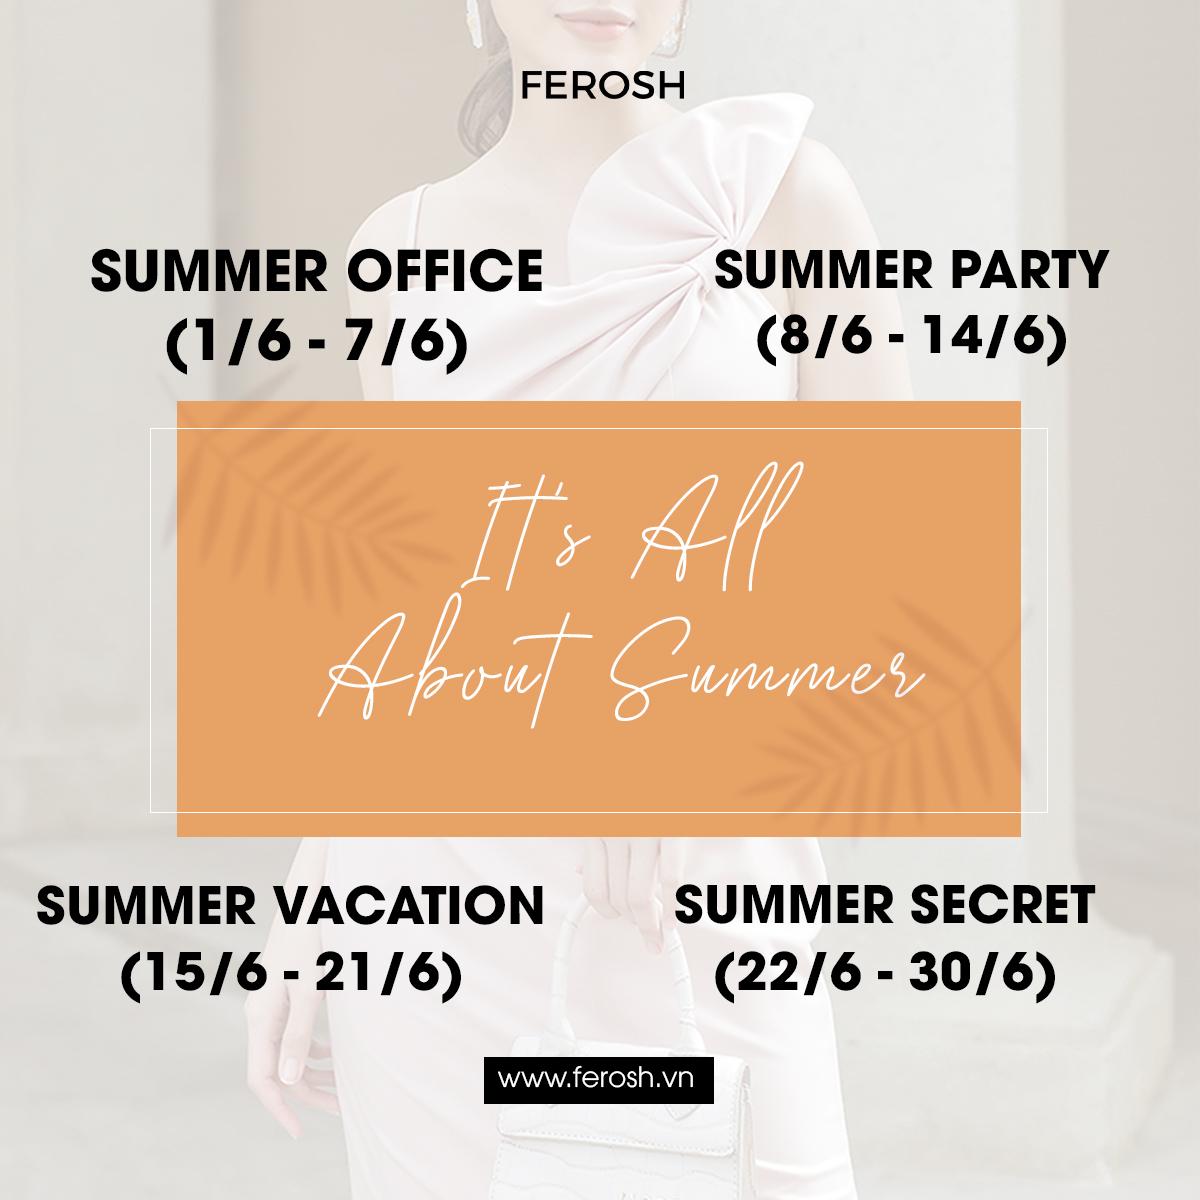 FEROSH
SUMMER OFFICE
(1/6 - 7/6)
SUMMER PARTY
(8/6 - 14/6)
It's All
About Summer
SUMMER VACATION
(15/6 - 21/6)
SUMMER SECRET
(22/6 - 30/6)
www.ferosh.vn